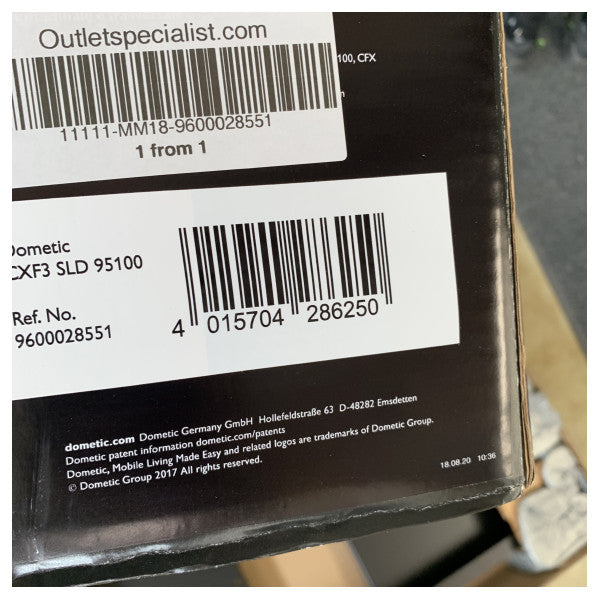 Outletspecialist.com
100, CFX
11111-MM18-9600028551
1 from 1
Dometic
CXF3 SLD 95100
Ref. No.
9600028551
4 015704 286250
dometic.com Dometic Germany GmbH Hollefeldstraße 63 D-48282 Emsdetten
Dometic patent information dometic.com/patents
Dometic, Mobile Living Made Easy and related logos are trademarks of Dometic Group.
© Dometic Group 2017 All rights reserved.
18.08.20 10:36